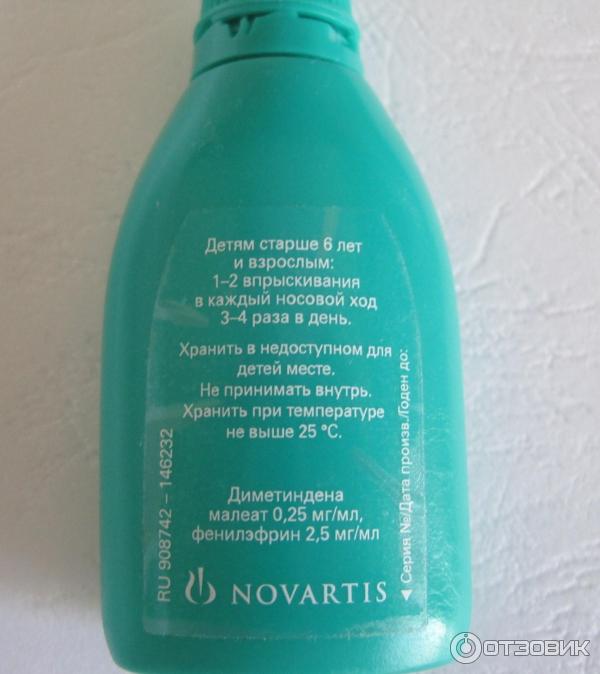 Детям старше 6 лет
и взрослым:
1–2 впрыскивания
в каждый носовой ход
3–4 раза в день.
Хранить в недоступном для
детей месте.
Не принимать внутрь.
Хранить при температуре
не выше 25 °C.
Диметиндена
малеат 0,25 мг/мл,
фенилэфрин 2,5 мг/мл
NOVARTIS
RU 908742 – 146232
◄ Серия №/Дата произв./Годен до:
ОТЗОВИК